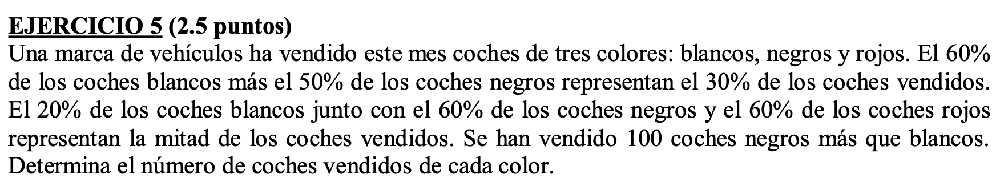 EJERCICIO 5 (2.5 puntos)
Una marca de vehículos ha vendido este mes coches de tres colores: blancos, negros y rojos. El 60%
de los coches blancos más el 50% de los coches negros representan el 30% de los coches vendidos.
El 20% de los coches blancos junto con el 60% de los coches negros y el 60% de los coches rojos
representan la mitad de los coches vendidos. Se han vendido 100 coches negros más que blancos.
Determina el número de coches vendidos de cada color.